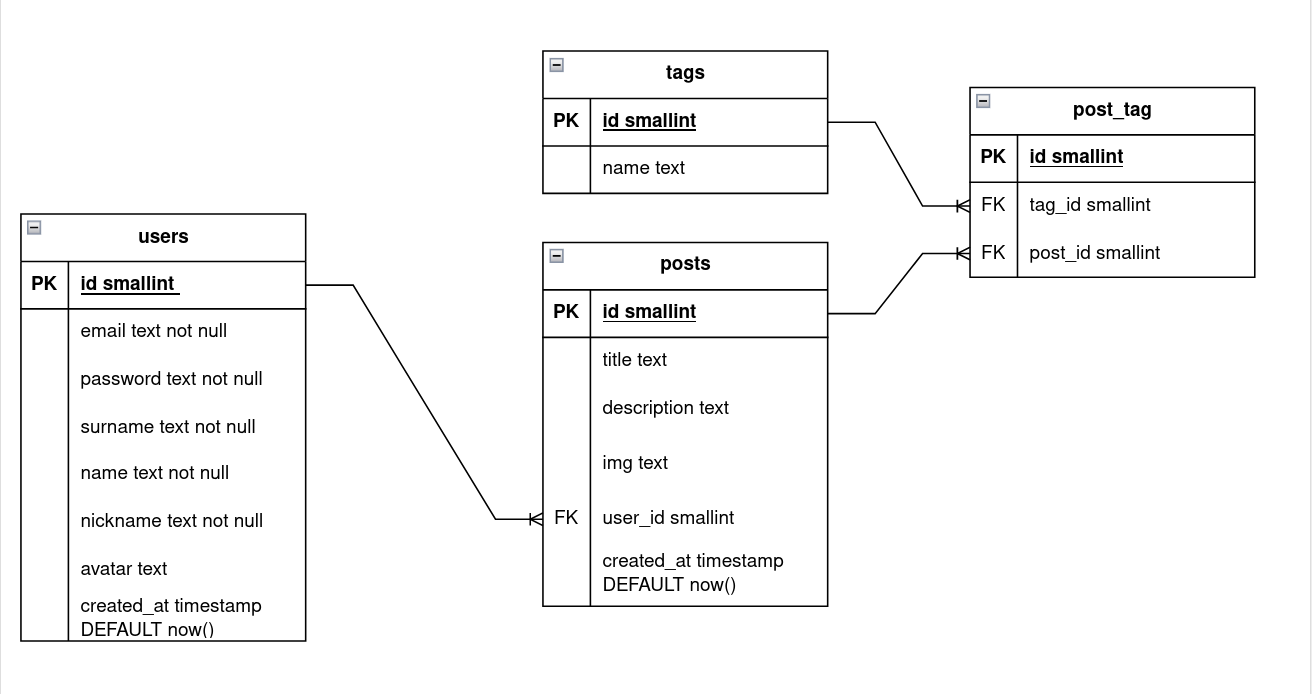 users
PK id smallint
email text not null
password text not null
surname text not null
name text not null
nickname text not null
avatar text
created_at timestamp
DEFAULT now()
tags
PK id smallint
name text
posts
PK id smallint
title text
description text
img text
FK user_id smallint
created_at timestamp
DEFAULT now()
post_tag
PK id smallint
FK tag_id smallint
FK post_id smallint